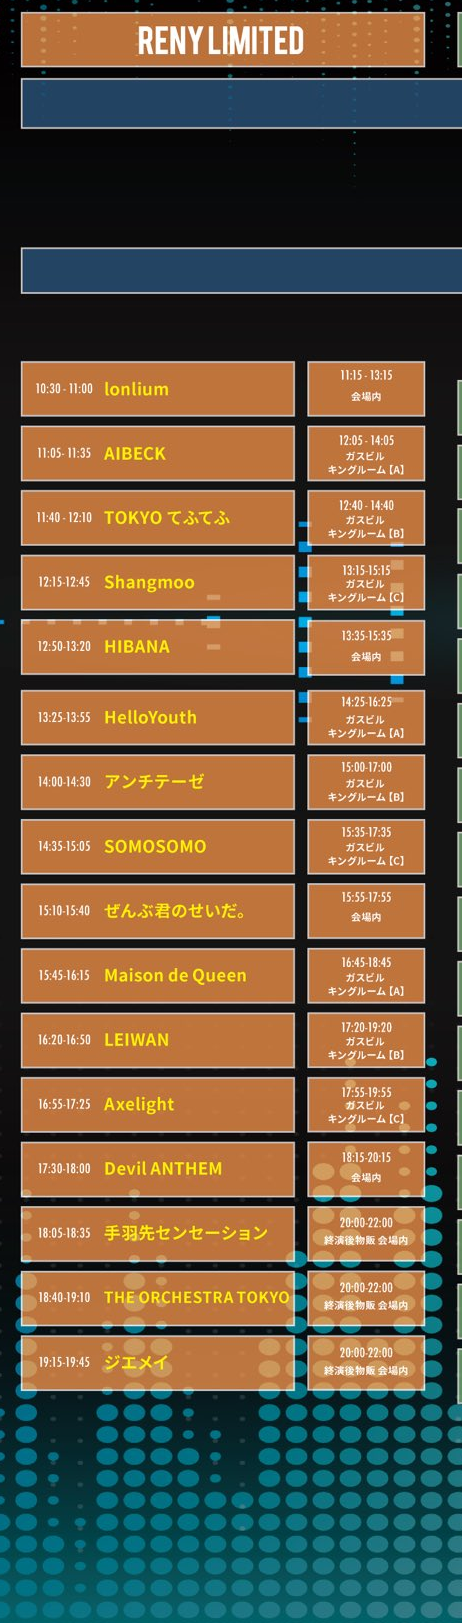 RENY LIMITED
10:30 - 11:00 lonlium
11:15 - 13:15
会場内
11:05- 11:35 AIBECK
12:05 - 14:05
ガスビル
キングルーム【A】
11:40 - 12:10 TOKYO てふてふ
12:40 - 14:40
ガスビル
キングルーム【B】
12:15-12:45 Shangmoo
13:15-15:15
ガスビル
キングルーム【C】
12:50-13:20 HIBANA
13:35-15:35
会場内
13:25-13:55 HelloYouth
14:25-16:25
ガスビル
キングルーム【A】
14:00-14:30 アンチテーゼ
15:00-17:00
ガスビル
キングルーム【B】
14:35-15:05 SOMOSOMO
15:35-17:35
ガスビル
キングルーム【C】
15:10-15:40 ぜんぶ君のせいだ。
15:55-17:55
会場内
15:45-16:15 Maison de Queen
16:45-18:45
ガスビル
キングルーム【A】
16:20-16:50 LEIWAN
17:20-19:20
ガスビル
キングルーム【B】
16:55-17:25 Axelight
17:55-19:55
ガスビル
キングルーム【C】
17:30-18:00 Devil ANTHEM
18:15-20:15
会場内
18:05-18:35 手羽先センセーション
20:00-22:00
終演後物販 会場内
18:40-19:10 THE ORCHESTRA TOKYO
20:00-22:00
終演後物販 会場内
19:15-19:45 ジエメイ
20:00-22:00
終演後物販 会場内